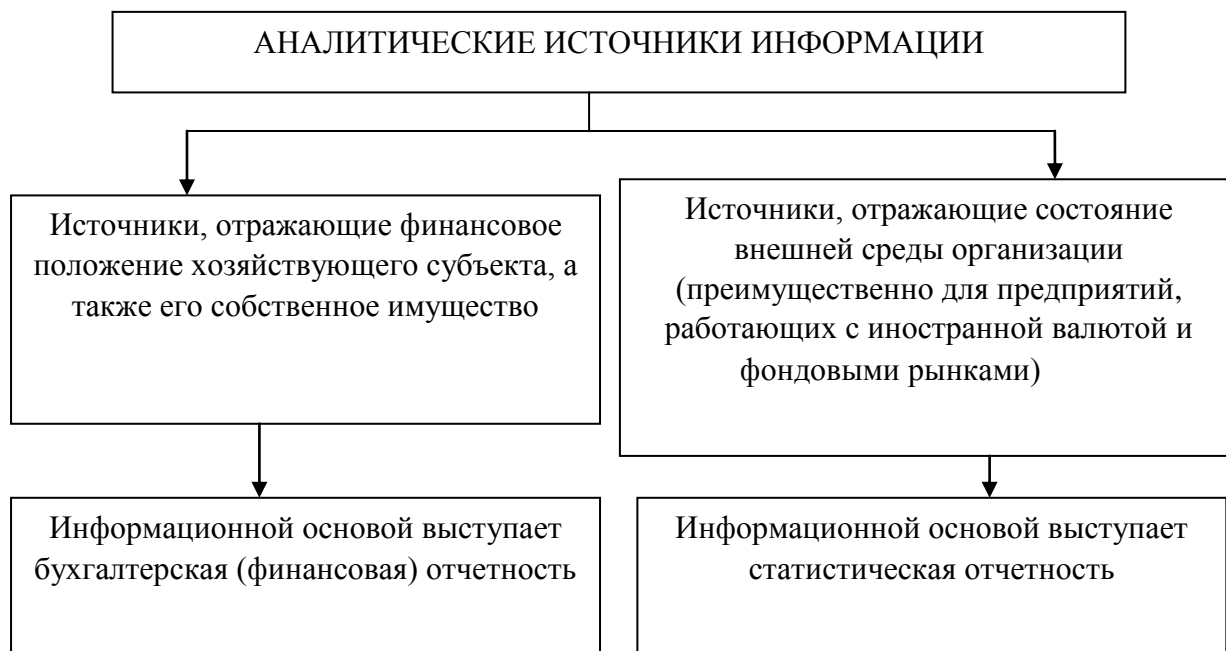 АНАЛИТИЧЕСКИЕ ИСТОЧНИКИ ИНФОРМАЦИИ
Источники, отражающие финансовое
положение хозяйствующего субъекта, а
также его собственное имущество
Источники, отражающие состояние
внешней среды организации
(преимущественно для предприятий,
работающих с иностранной валютой и
фондовыми рынками)
Информационной основой выступает
бухгалтерская (финансовая) отчетность
Информационной основой выступает
статистическая отчетность